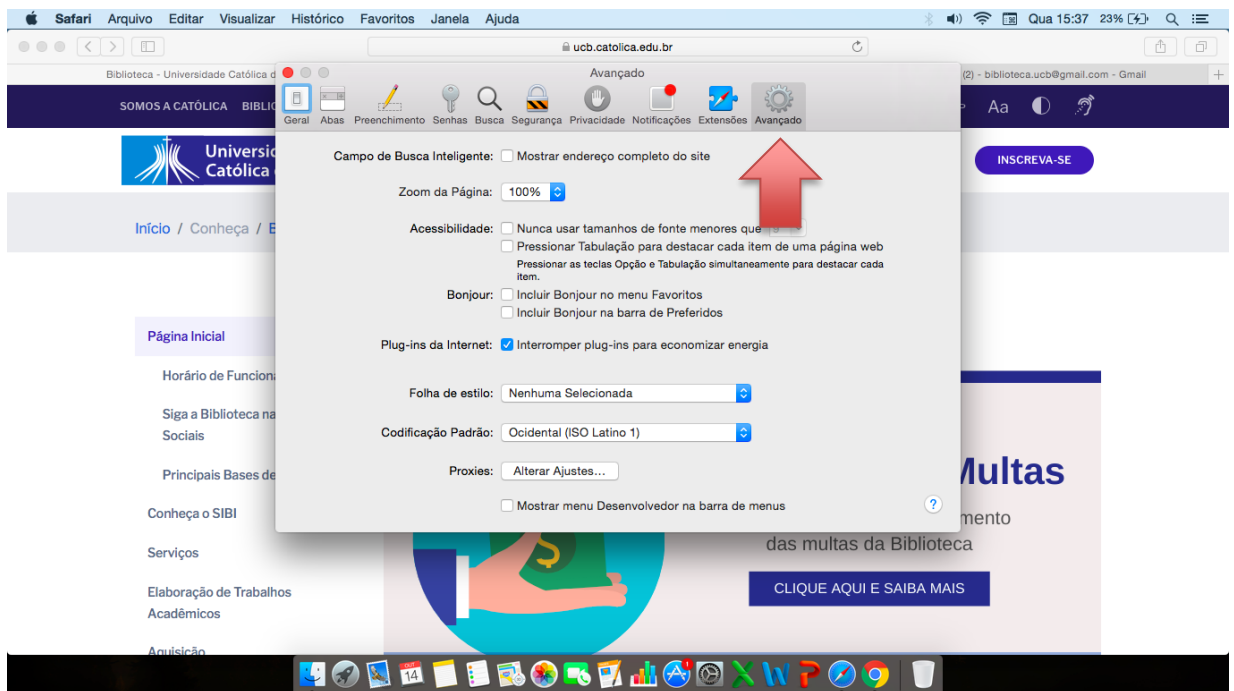 Safari Arquivo Editar Visualizar Histórico Favoritos Janela Ajuda Qua 15:37 23%
ucb.catolica.edu.br
Biblioteca - Universidade Católica d
(2) - biblioteca.ucb@gmail.com - Gmail
Avançado
Geral Abas Preenchimento Senhas Busca Segurança Privacidade Notificações Extensões Avançado
SOMOS A CATÓLICA BIBLIO
Aa
Universid
Católica
INSCREVA-SE
Início / Conheça / B
Campo de Busca Inteligente: Mostrar endereço completo do site
Zoom da Página: 100%
Acessibilidade: Nunca usar tamanhos de fonte menores que 9
Pressionar Tabulação para destacar cada item de uma página web
Pressionar as teclas Opção e Tabulação simultaneamente para destacar cada
item.
Bonjour: Incluir Bonjour no menu Favoritos
Incluir Bonjour na barra de Preferidos
Plug-ins da Internet: Interromper plug-ins para economizar energia
Folha de estilo: Nenhuma Selecionada
Codificação Padrão: Ocidental (ISO Latino 1)
Proxies: Alterar Ajustes...
Mostrar menu Desenvolvedor na barra de menus
?
Página Inicial
Horário de Funciona
Siga a Biblioteca na
Sociais
Principais Bases de
Conheça o SIBI
Serviços
Elaboração de Trabalhos
Acadêmicos
Aquisição
Multas
mento
das multas da Biblioteca
CLIQUE AQUI E SAIBA MAIS
$
OUT
14